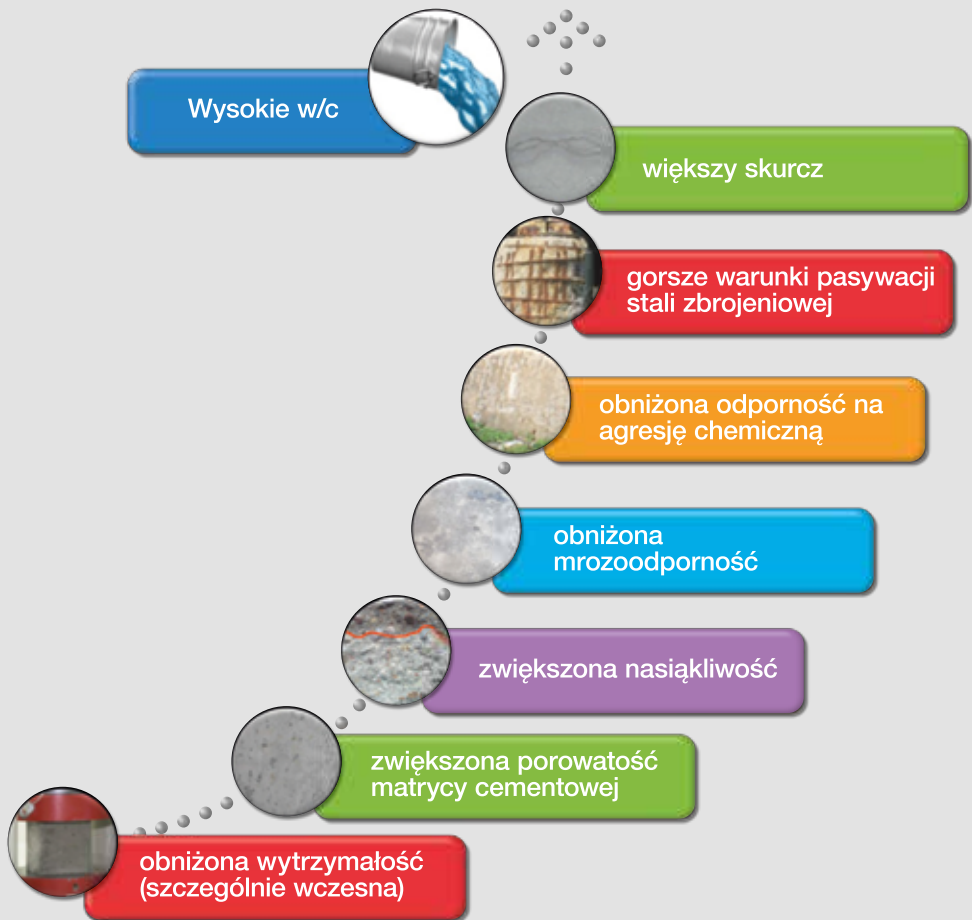 Wysokie w/c
większy skurcz
gorsze warunki pasywacji
stali zbrojeniowej
obniżona odporność na
agresję chemiczną
obniżona
mrozoodporność
zwiększona nasiąkliwość
zwiększona porowatość
matrycy cementowej
obniżona wytrzymałość
(szczególnie wczesna)